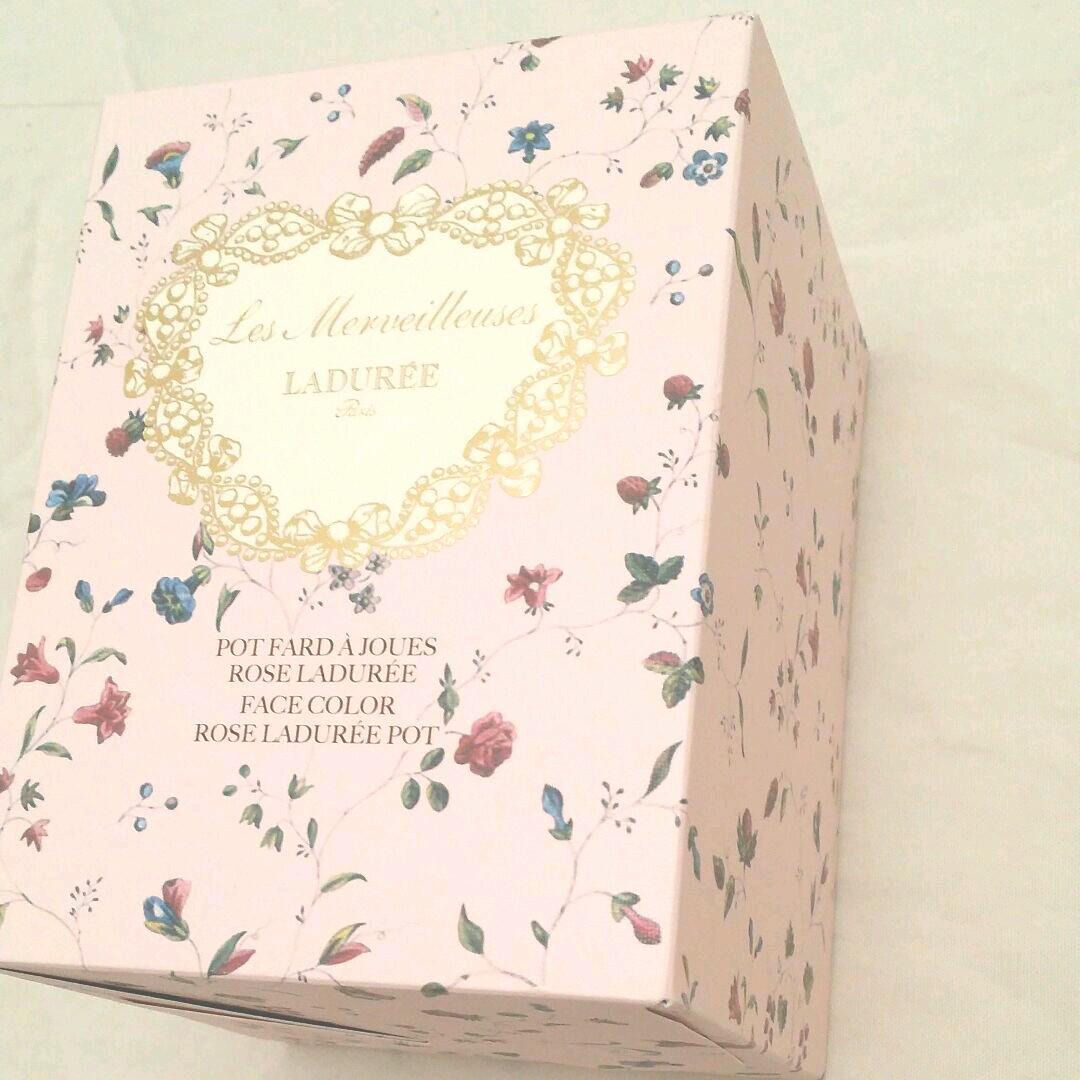 Les Merveilleuses
LADURÉE
Paris
POT FARD À JOUES
ROSE LADURÉE
FACE COLOR
ROSE LADURÉE POT